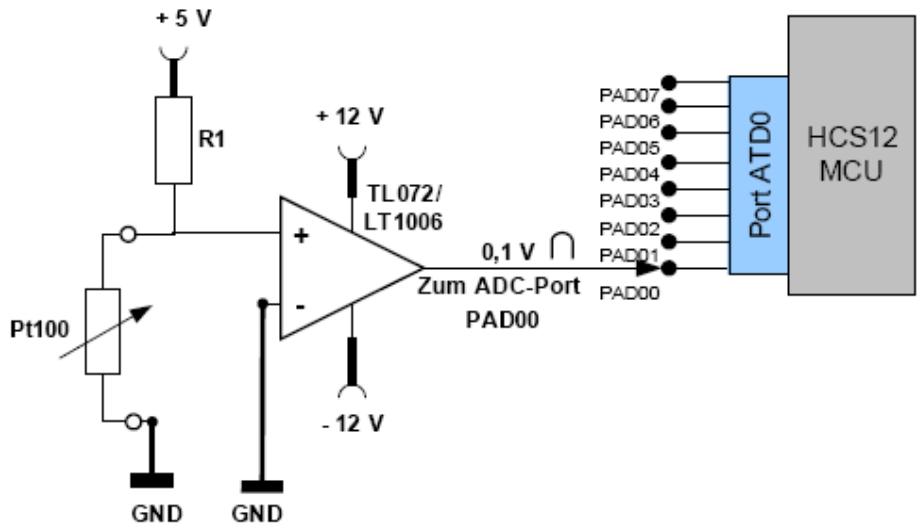 + 5 V
R1
+ 12 V
TL072/
LT1006
+
-
0,1 V ∩
Zum ADC-Port
PAD00
- 12 V
Pt100
GND
GND
PAD07
PAD06
PAD05
PAD04
PAD03
PAD02
PAD01
PAD00
Port ATD0
HCS12
MCU